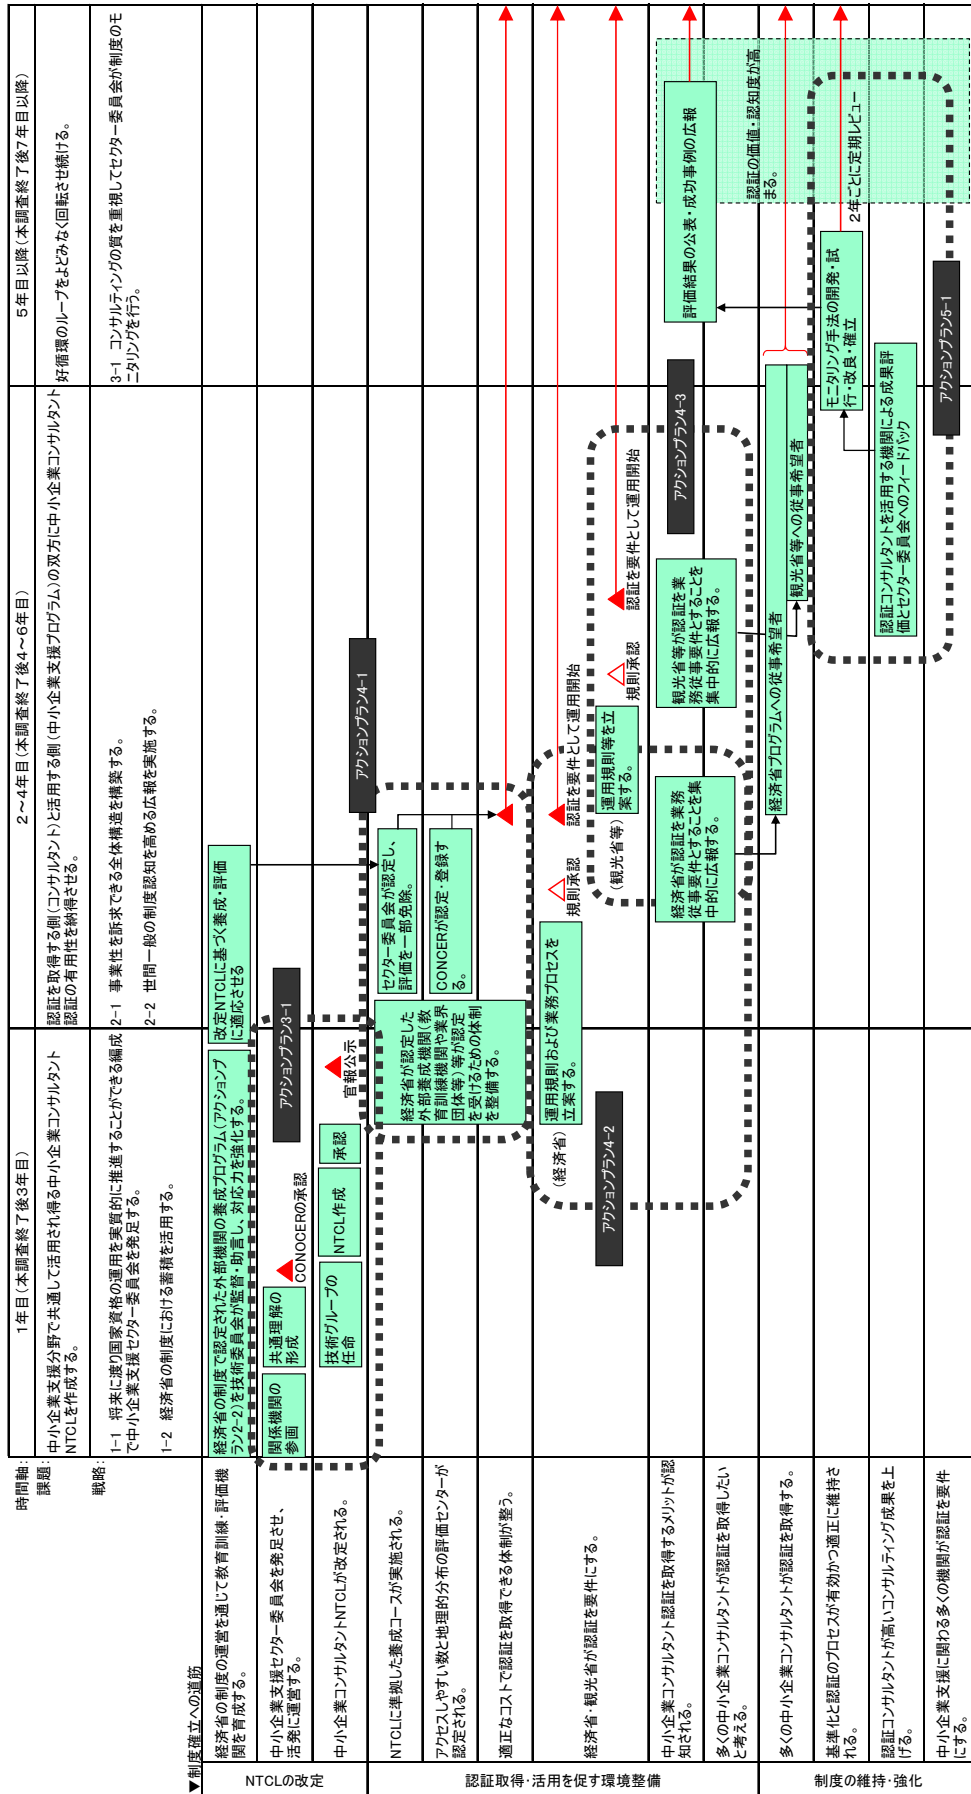 時間軸:
1年目(本調査終了後3年目)
2〜4年目(本調査終了後4〜6年目)
5年目以降(本調査終了後7年目以降)
課題:
中小企業支援分野で共通して活用され得る中小企業コンサルタント
NTCLを作成する。
認証を取得する側(コンサルタント)と活用する側(中小企業支援プログラム)の双方に中小企業コンサルタント
認証の有用性を納得させる。
好循環のループをよどみなく回転させ続ける。
戦略:
1-1 将来に渡り国家資格の運用を実質的に推進することができる編成
で中小企業支援セクター委員会を発足する。
1-2 経済省の制度における蓄積を活用する。
2-1 事業性を訴求できる全体構造を構築する。
2-2 世間一般の制度認知を高める広報を実施する。
3-1 コンサルティングの質を重視してセクター委員会が制度のモ
ニタリングを行う。
▼制度確立への道筋
NTCLの改定
経済省の制度の運営を通じて教育訓練・評価機
関を育成する。
経済省の制度で認定された外部機関の養成プログラム(アクションプ
ラン2-2)を技術委員会が監督・助言し、対応力を強化する。
改定NTCLに基づく養成・評価
に適応させる
中小企業支援セクター委員会を発足させ、
活発に運営する。
関係機関の
参画
共通理解の
形成
CONOCERの承認
アクションプラン3-1
中小企業コンサルタントNTCLが改定される。
技術グループの
任命
NTCL作成
承認
官報公示
アクションプラン4-1
認証取得・活用を促す環境整備
NTCLに準拠した養成コースが実施される。
経済省が認定した
外部養成機関(教
育訓練機関や業界
団体等)等が認定
を受けるための体制
を整備する。
セクター委員会が認定し、
評価を一部免除。
アクセスしやすい数と地理的分布の評価センターが
認定される。
CONCERが認定・登録す
る。
適正なコストで認証を取得できる体制が整う。
経済省・観光省が認証を要件にする。
(経済省)
運用規則および業務プロセスを
立案する。
規則承認
認証を要件として運用開始
アクションプラン4-2
(観光省等)
運用規則等を立
案する。
規則承認
認証を要件として運用開始
アクションプラン4-3
中小企業コンサルタント認証を取得するメリットが認
知される。
経済省が認証を業務
従事要件とすることを集
中的に広報する。
観光省等が認証を業
務従事要件とすることを
集中的に広報する。
評価結果の公表・成功事例の広報
認証の価値・認知度が高
まる。
多くの中小企業コンサルタントが認証を取得したい
と考える。
制度の維持・強化
多くの中小企業コンサルタントが認証を取得する。
経済省プログラムへの従事希望者
観光省等への従事希望者
基準化と認証のプロセスが有効かつ適正に維持さ
れる。
モニタリング手法の開発・試
行・改良・確立
2年ごとに定期レビュー
認証コンサルタントが高いコンサルティング成果を上
げる。
認証コンサルタントを活用する機関による成果評
価とセクター委員会へのフィードバック
中小企業支援に関わる多くの機関が認証を要件
にする。
アクションプラン5-1